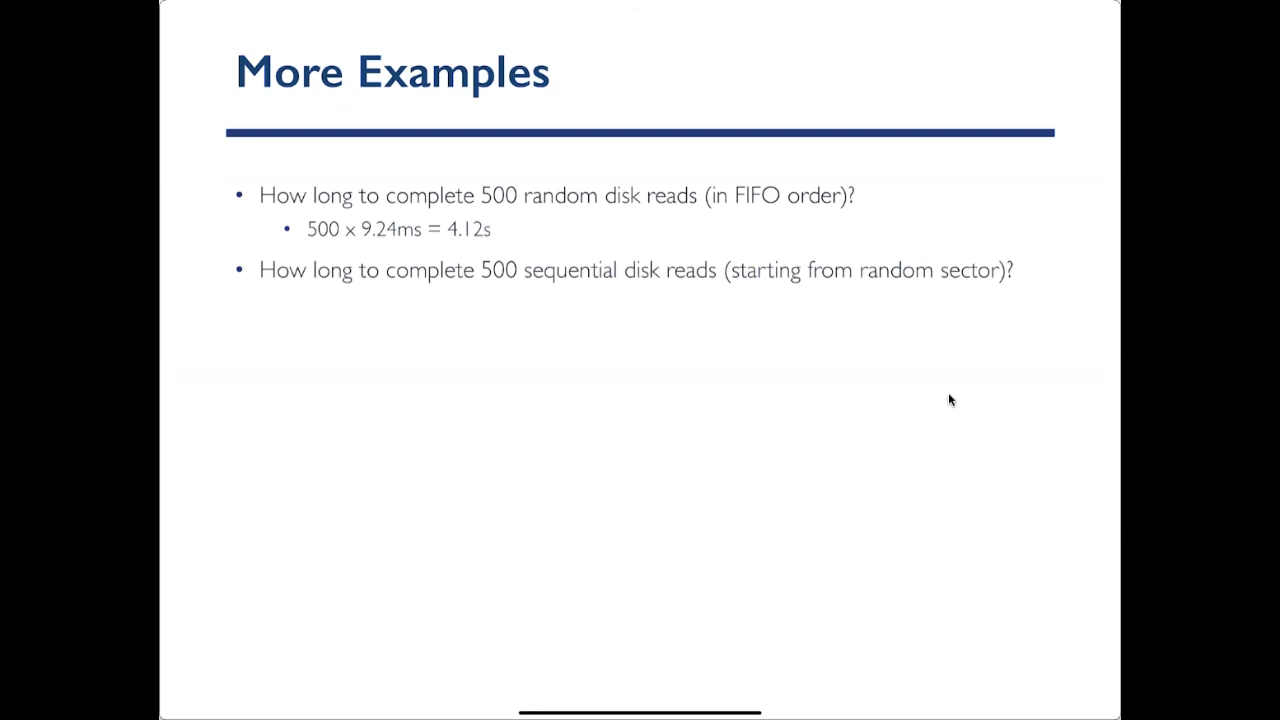 More Examples
• How long to complete 500 random disk reads (in FIFO order)?
• 500 x 9.24ms = 4.12s
• How long to complete 500 sequential disk reads (starting from random sector)?